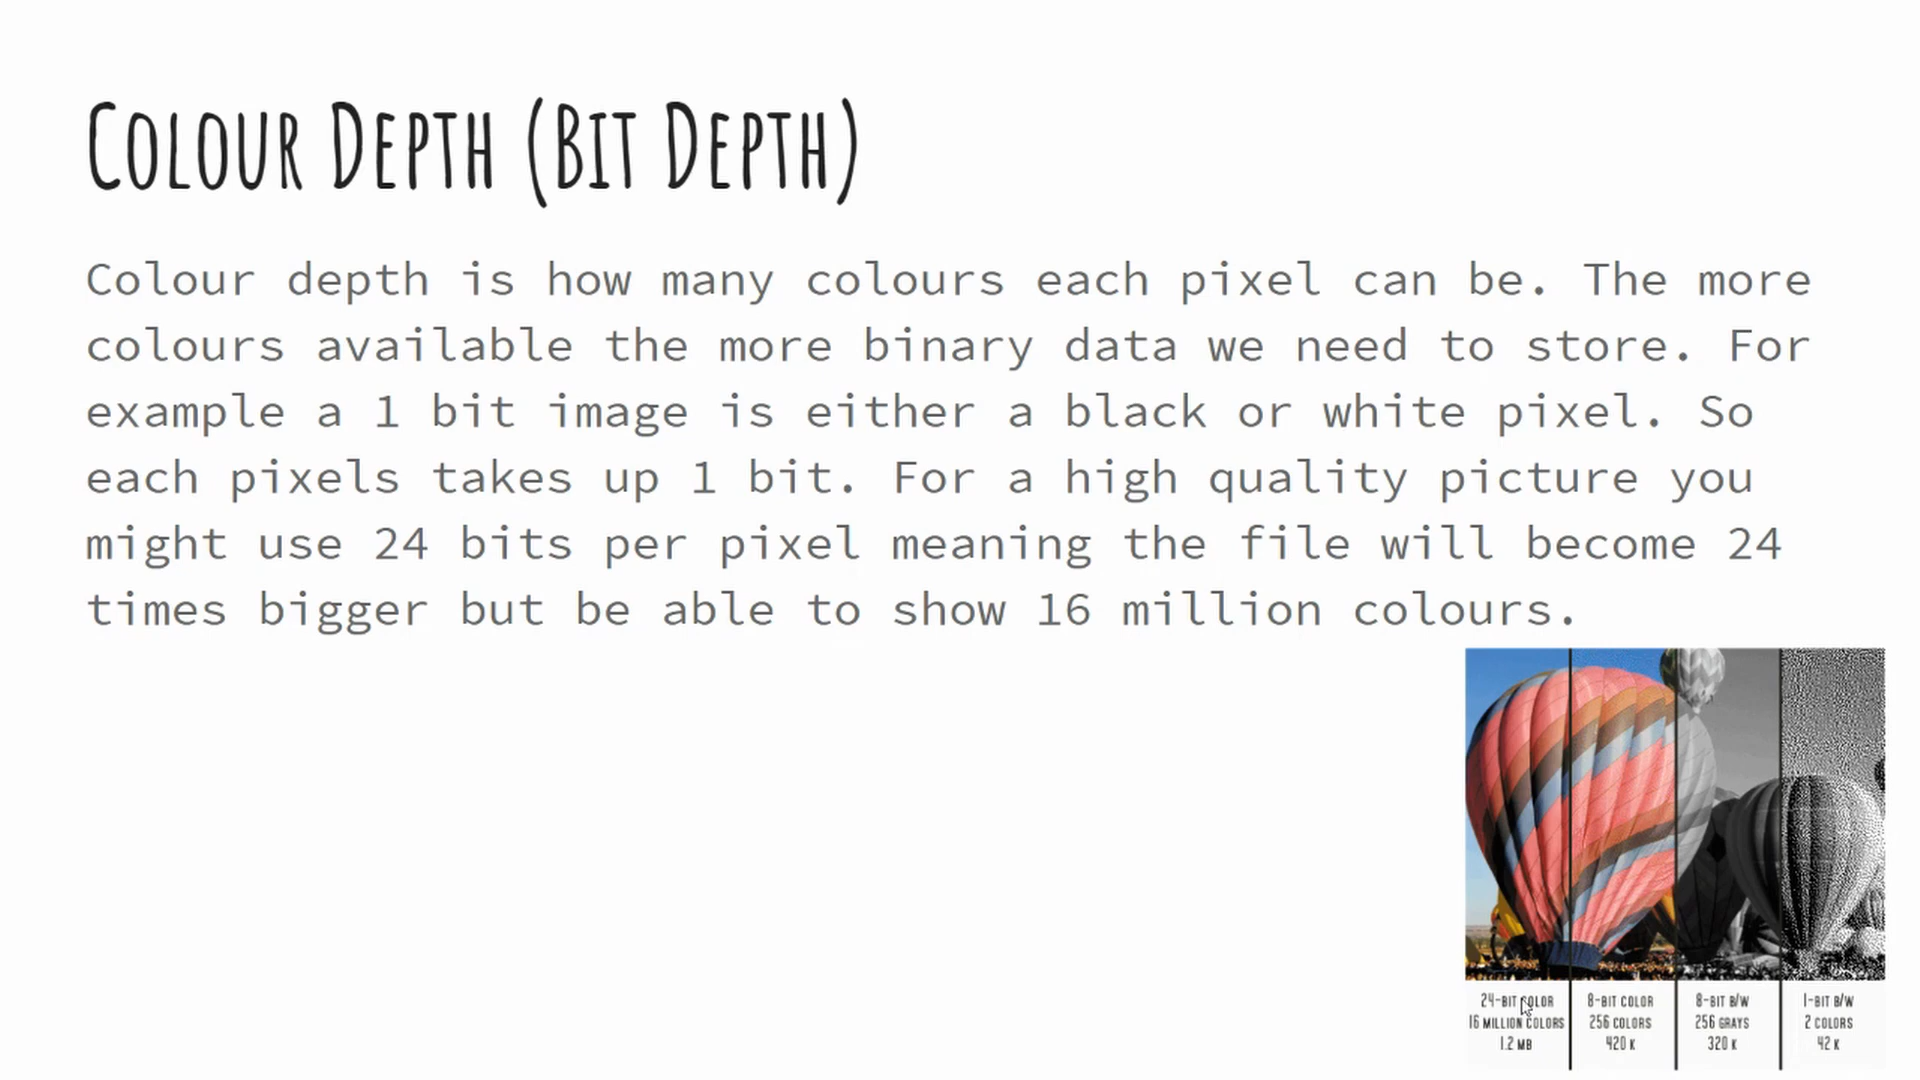 Colour Depth (Bit Depth)
Colour depth is how many colours each pixel can be. The more
colours available the more binary data we need to store. For
example a 1 bit image is either a black or white pixel. So
each pixels takes up 1 bit. For a high quality picture you
might use 24 bits per pixel meaning the file will become 24
times bigger but be able to show 16 million colours.
24-BIT COLOR
16 MILLION COLORS
1.2 MB
8-BIT COLOR
256 COLORS
420 K
8-BIT B/W
256 GRAYS
320 K
1-BIT B/W
2 COLORS
42 K